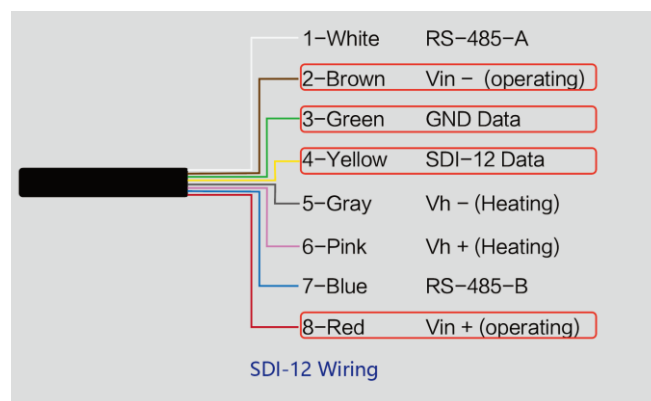 1-White RS-485-A
2-Brown Vin - (operating)
3-Green GND Data
4-Yellow SDI-12 Data
5-Gray Vh - (Heating)
6-Pink Vh + (Heating)
7-Blue RS-485-B
8-Red Vin + (operating)
SDI-12 Wiring